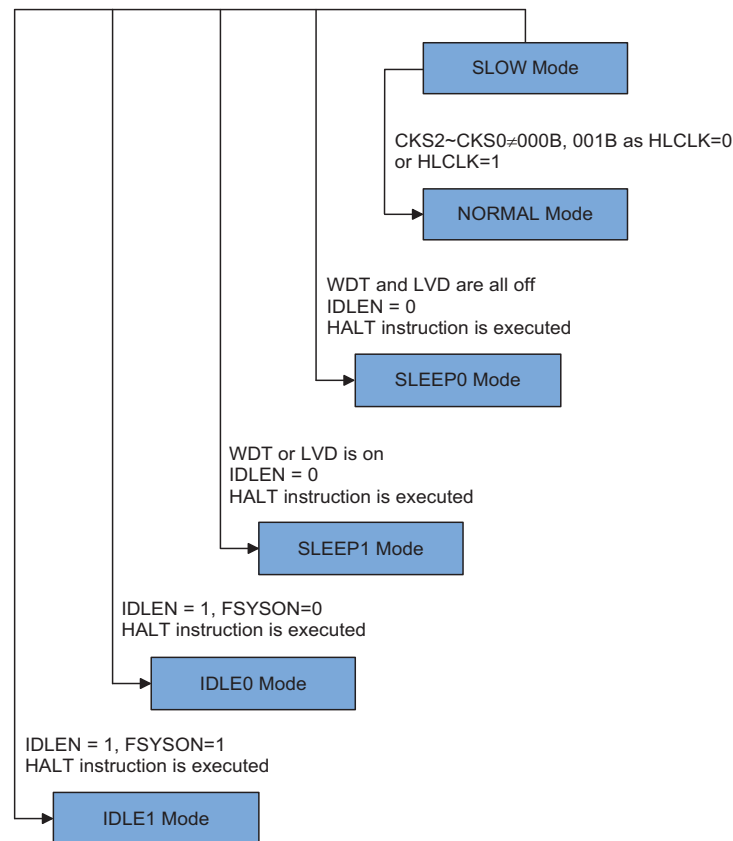 SLOW Mode
CKS2~CKS0≠000B, 001B as HLCLK=0
or HLCLK=1
NORMAL Mode
WDT and LVD are all off
IDLEN = 0
HALT instruction is executed
SLEEP0 Mode
WDT or LVD is on
IDLEN = 0
HALT instruction is executed
SLEEP1 Mode
IDLEN = 1, FSYSON=0
HALT instruction is executed
IDLE0 Mode
IDLEN = 1, FSYSON=1
HALT instruction is executed
IDLE1 Mode